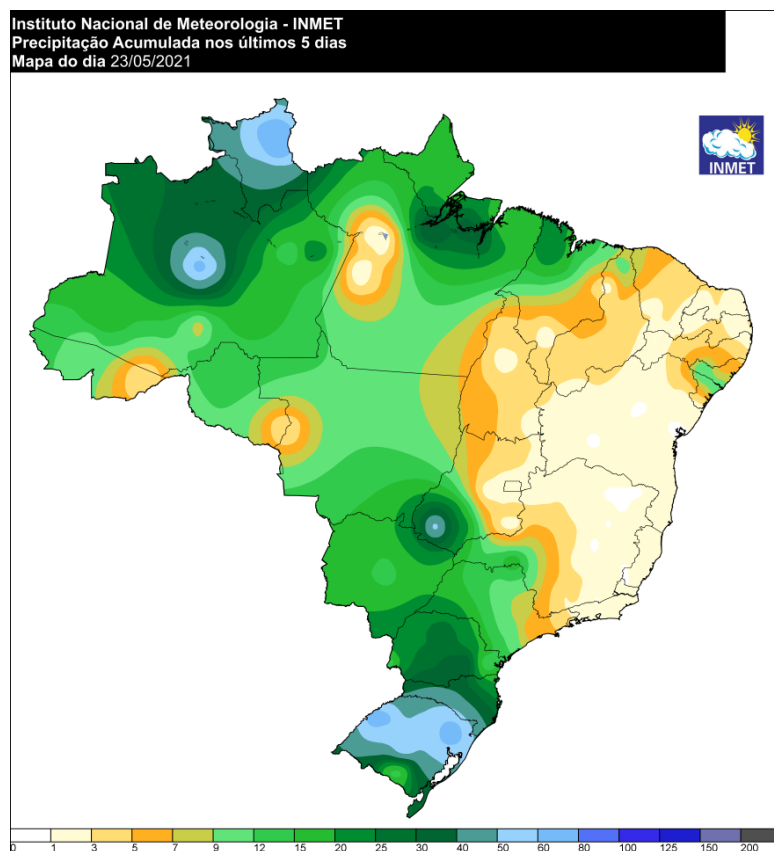 Instituto Nacional de Meteorologia - INMET
Precipitação Acumulada nos últimos 5 dias
Mapa do dia 23/05/2021
INMET
0 1 3 5 7 9 12 15 20 25 30 40 50 60 80 100 125 150 200